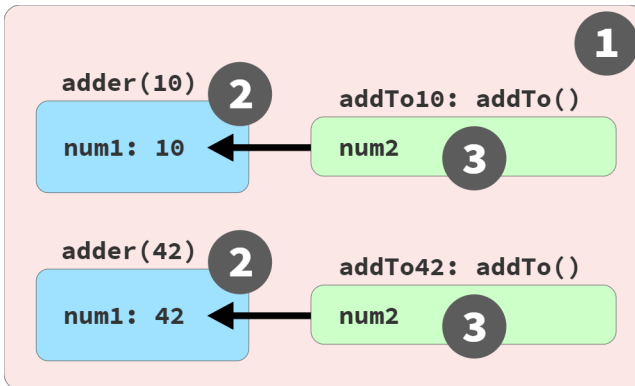 1
adder(10)
2
addTo10: addTo()
num1: 10
num2
3
adder(42)
2
addTo42: addTo()
num1: 42
num2
3